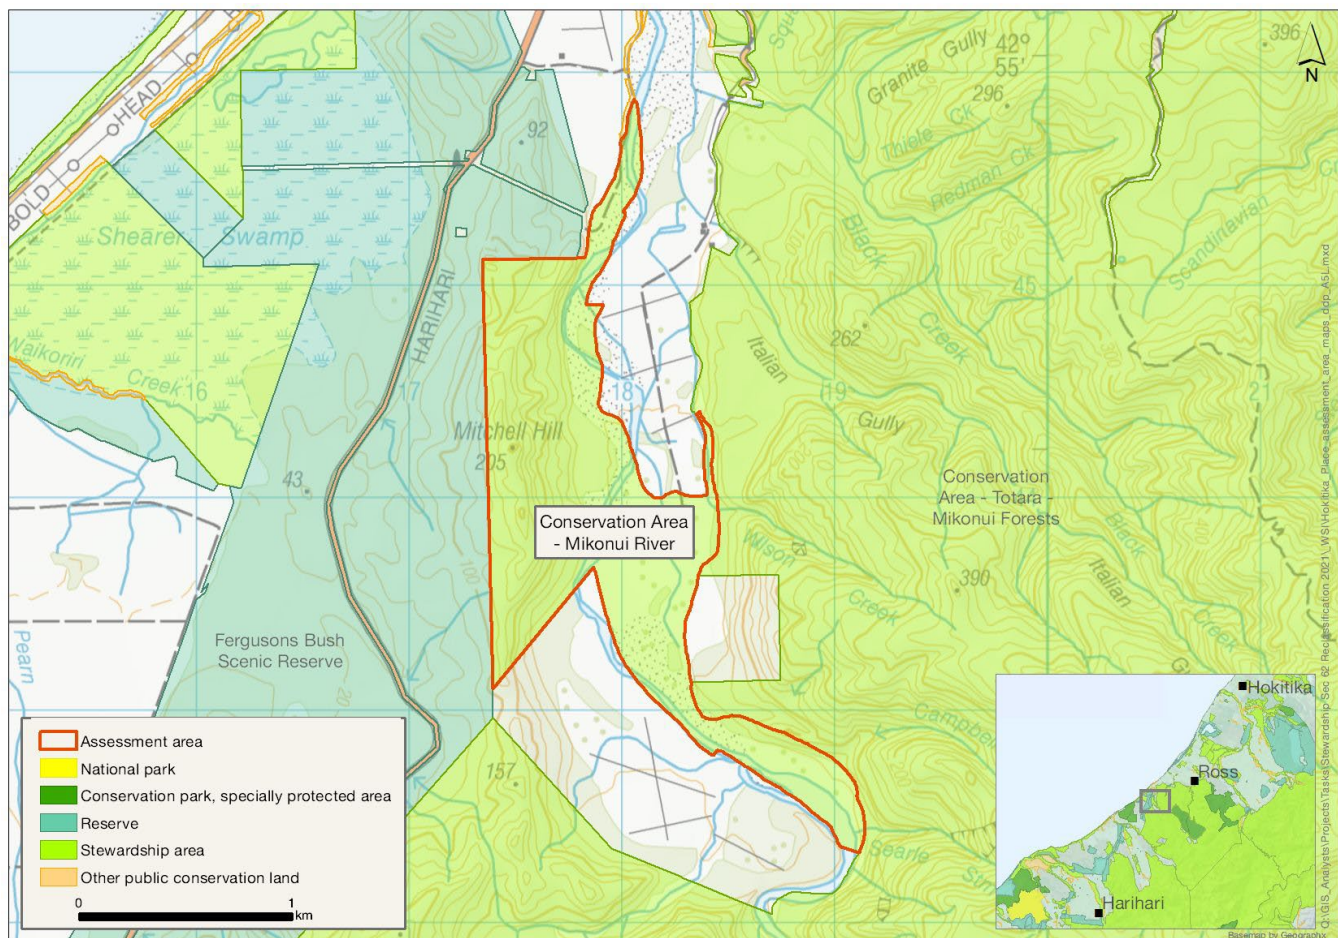 BOLD HEAD
Shearer Swamp
Waikoriri
Creek
16
17
HARIHARI
92
43
Mitchell Hill
205
100
18
19
21
45
Granite Gully
296
Thiele Ck
Redman Ck
42°
55'
396
N
Scandinavian
Black
Creek
262
Italian
Gully
Conservation
Area - Totara -
Mikonui Forests
Conservation Area
- Mikonui River
Wilson
Creek
390
Black
Italian
Creek
Campbell
Searle
157
Pearn
Fergusons Bush
Scenic Reserve
20
Assessment area
National park
Conservation park, specially protected area
Reserve
Stewardship area
Other public conservation land
0 1
km
Hokitika
Ross
Harihari
Basemap by Geographx